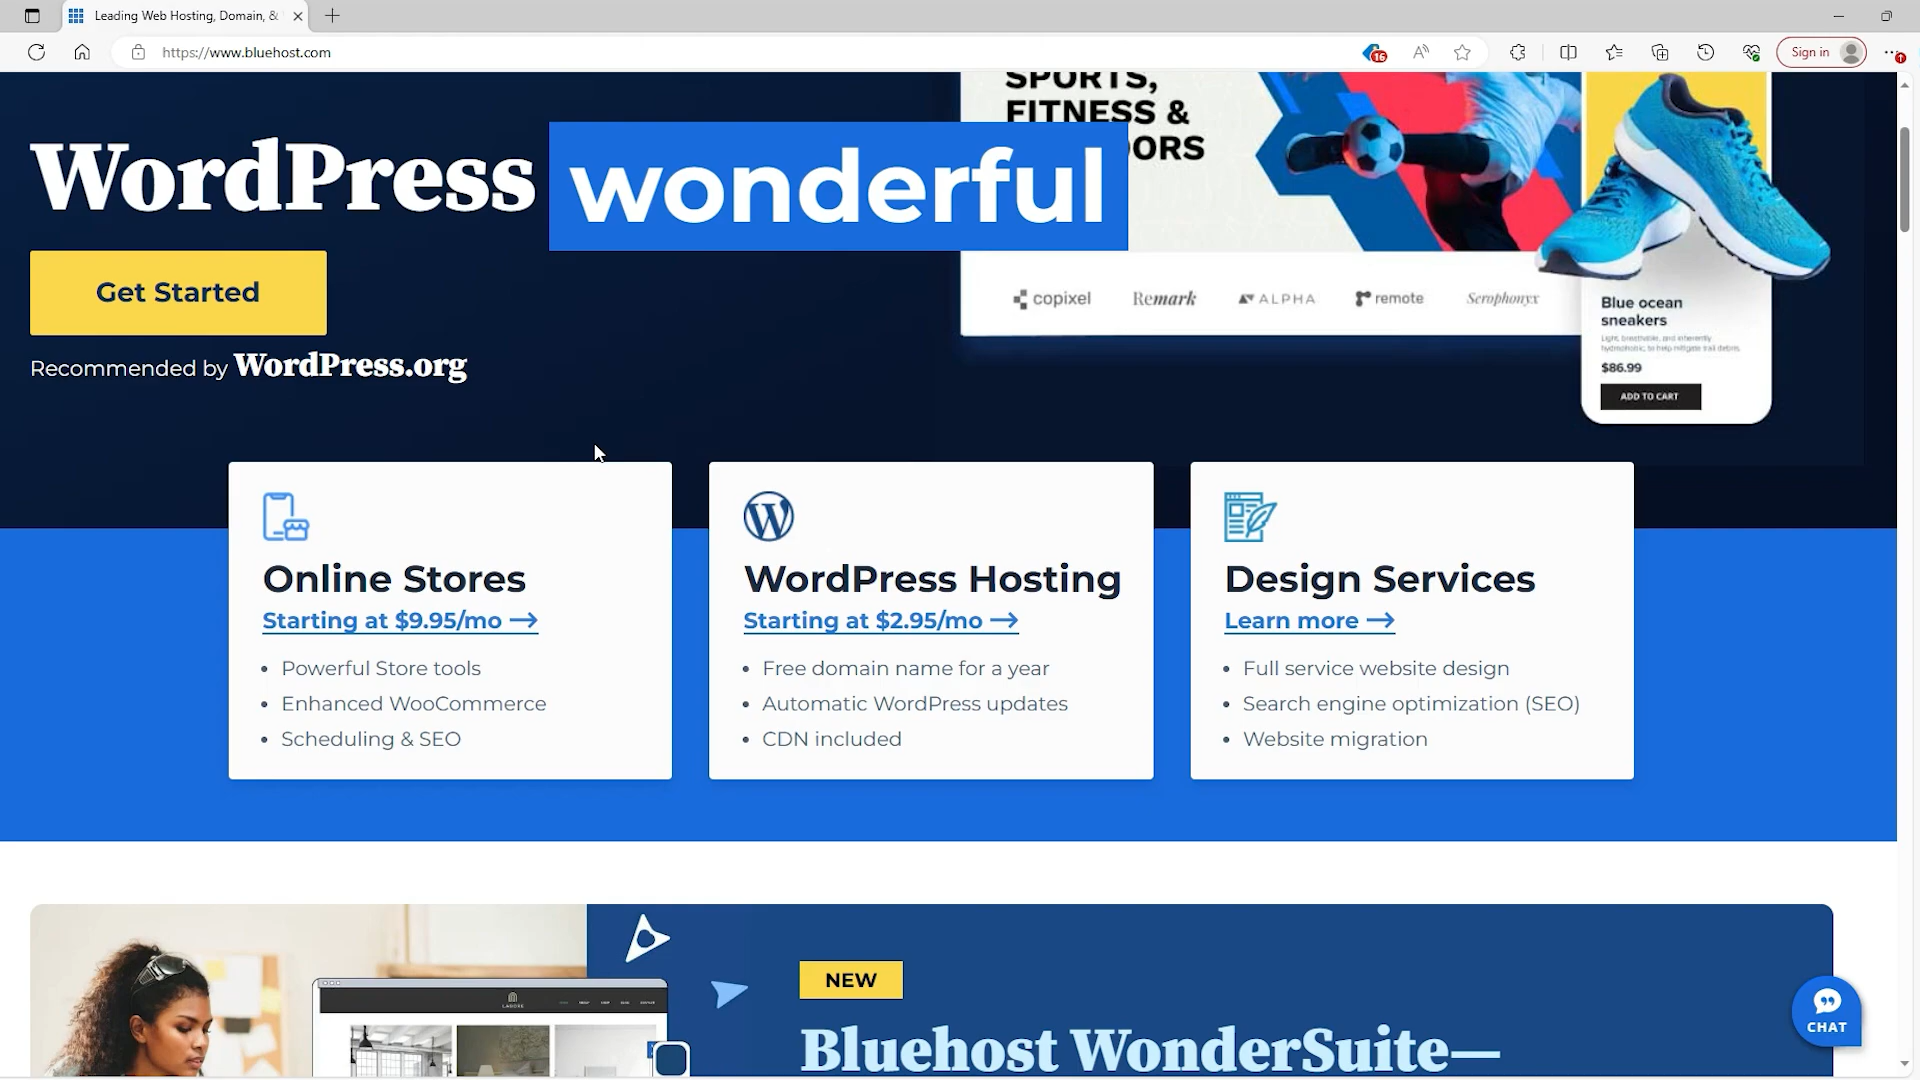 Leading Web Hosting, Domain, &
https://www.bluehost.com
16
Sign in
SPORTS,
FITNESS &
DORS
WordPress wonderful
Get Started
Recommended by WordPress.org
copixel
Remark
ALPHA
remote
Serophonyx
Blue ocean
sneakers
Light, breathable, and inherently
hydrophobic, to help mitigate trail debris.
$86.99
ADD TO CART
Online Stores
Starting at $9.95/mo
Powerful Store tools
Enhanced WooCommerce
Scheduling & SEO
WordPress Hosting
Starting at $2.95/mo
Free domain name for a year
Automatic WordPress updates
CDN included
Design Services
Learn more
Full service website design
Search engine optimization (SEO)
Website migration
NEW
Bluehost WonderSuite—
CHAT